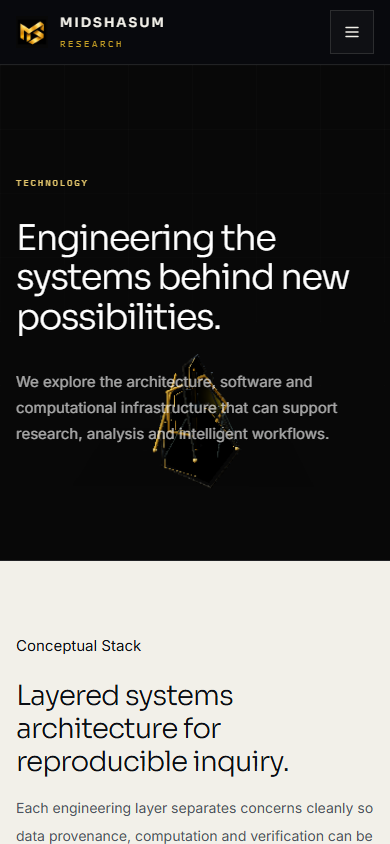 MIDSHASUM
RESEARCH
TECHNOLOGY
Engineering the
systems behind new
possibilities.
We explore the architecture, software and
computational infrastructure that can support
research, analysis and intelligent workflows.
Conceptual Stack
Layered systems
architecture for
reproducible inquiry.
Each engineering layer separates concerns cleanly so
data provenance, computation and verification can be